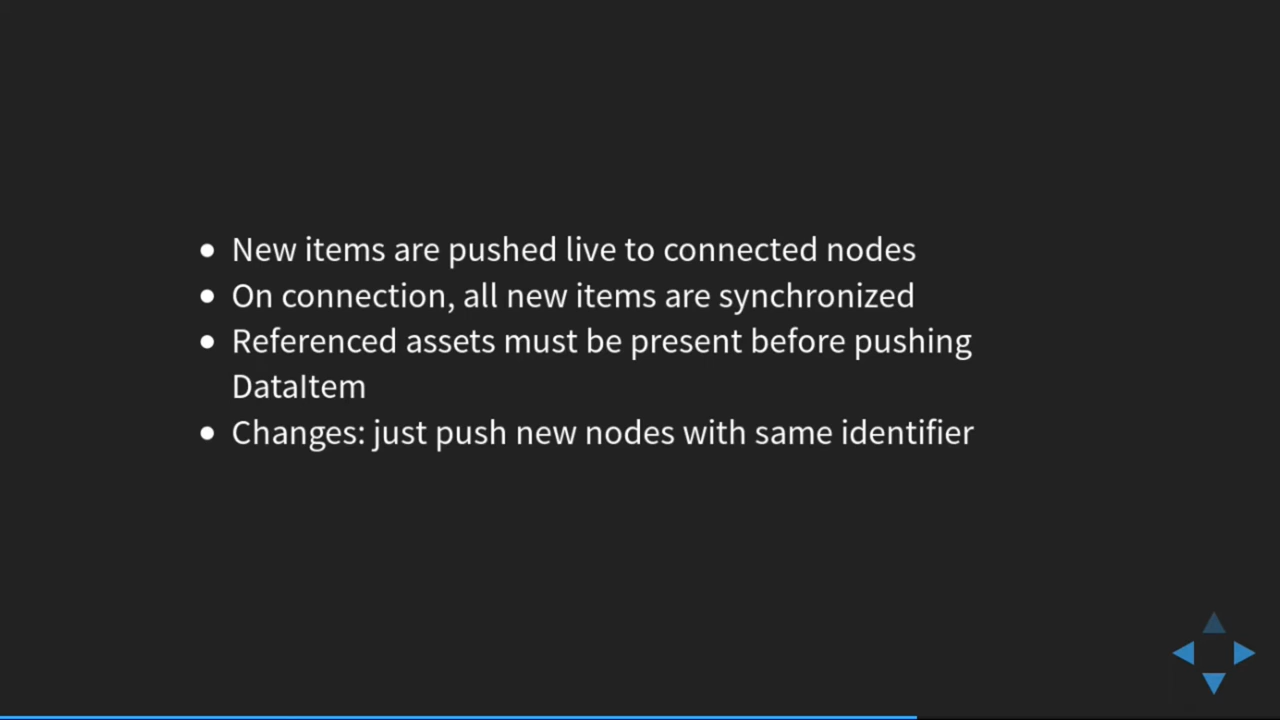 New items are pushed live to connected nodes
On connection, all new items are synchronized
Referenced assets must be present before pushing
DataItem
Changes: just push new nodes with same identifier